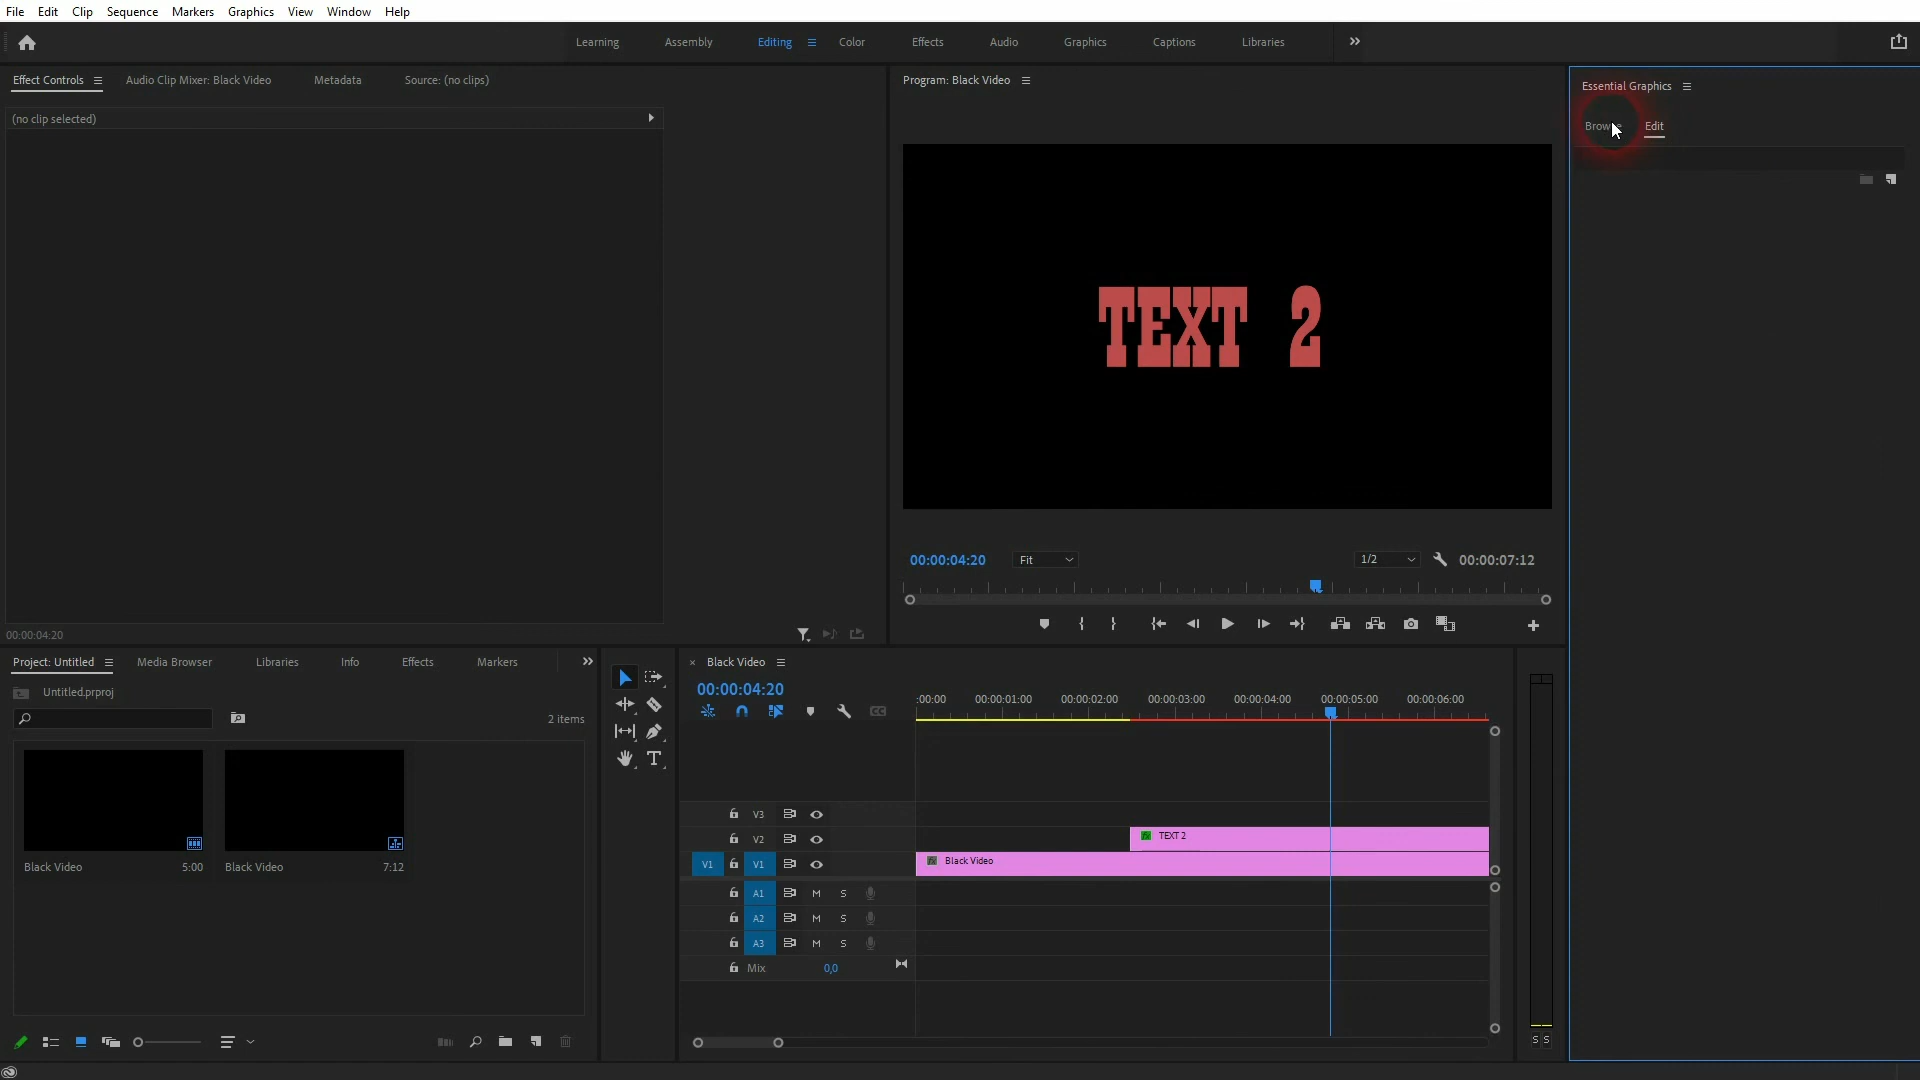 File Edit Clip Sequence Markers Graphics View Window Help
Learning Assembly Editing Color Effects Audio Graphics Captions Libraries
Effect Controls Audio Clip Mixer: Black Video Metadata Source: (no clips)
(no clip selected)
00:00:04:20
Program: Black Video
TEXT 2
00:00:04:20 Fit 1/2 00:00:07:12
Essential Graphics
Browse Edit
Project: Untitled Media Browser Libraries Info Effects Markers
Untitled.prproj
2 items
Black Video 5:00 Black Video 7:12
Black Video
00:00:04:20
:00:00 00:00:01:00 00:00:02:00 00:00:03:00 00:00:04:00 00:00:05:00 00:00:06:00
V3
V2 TEXT 2
V1 V1 Black Video
A1 M S
A2 M S
A3 M S
Mix 0,0
S S